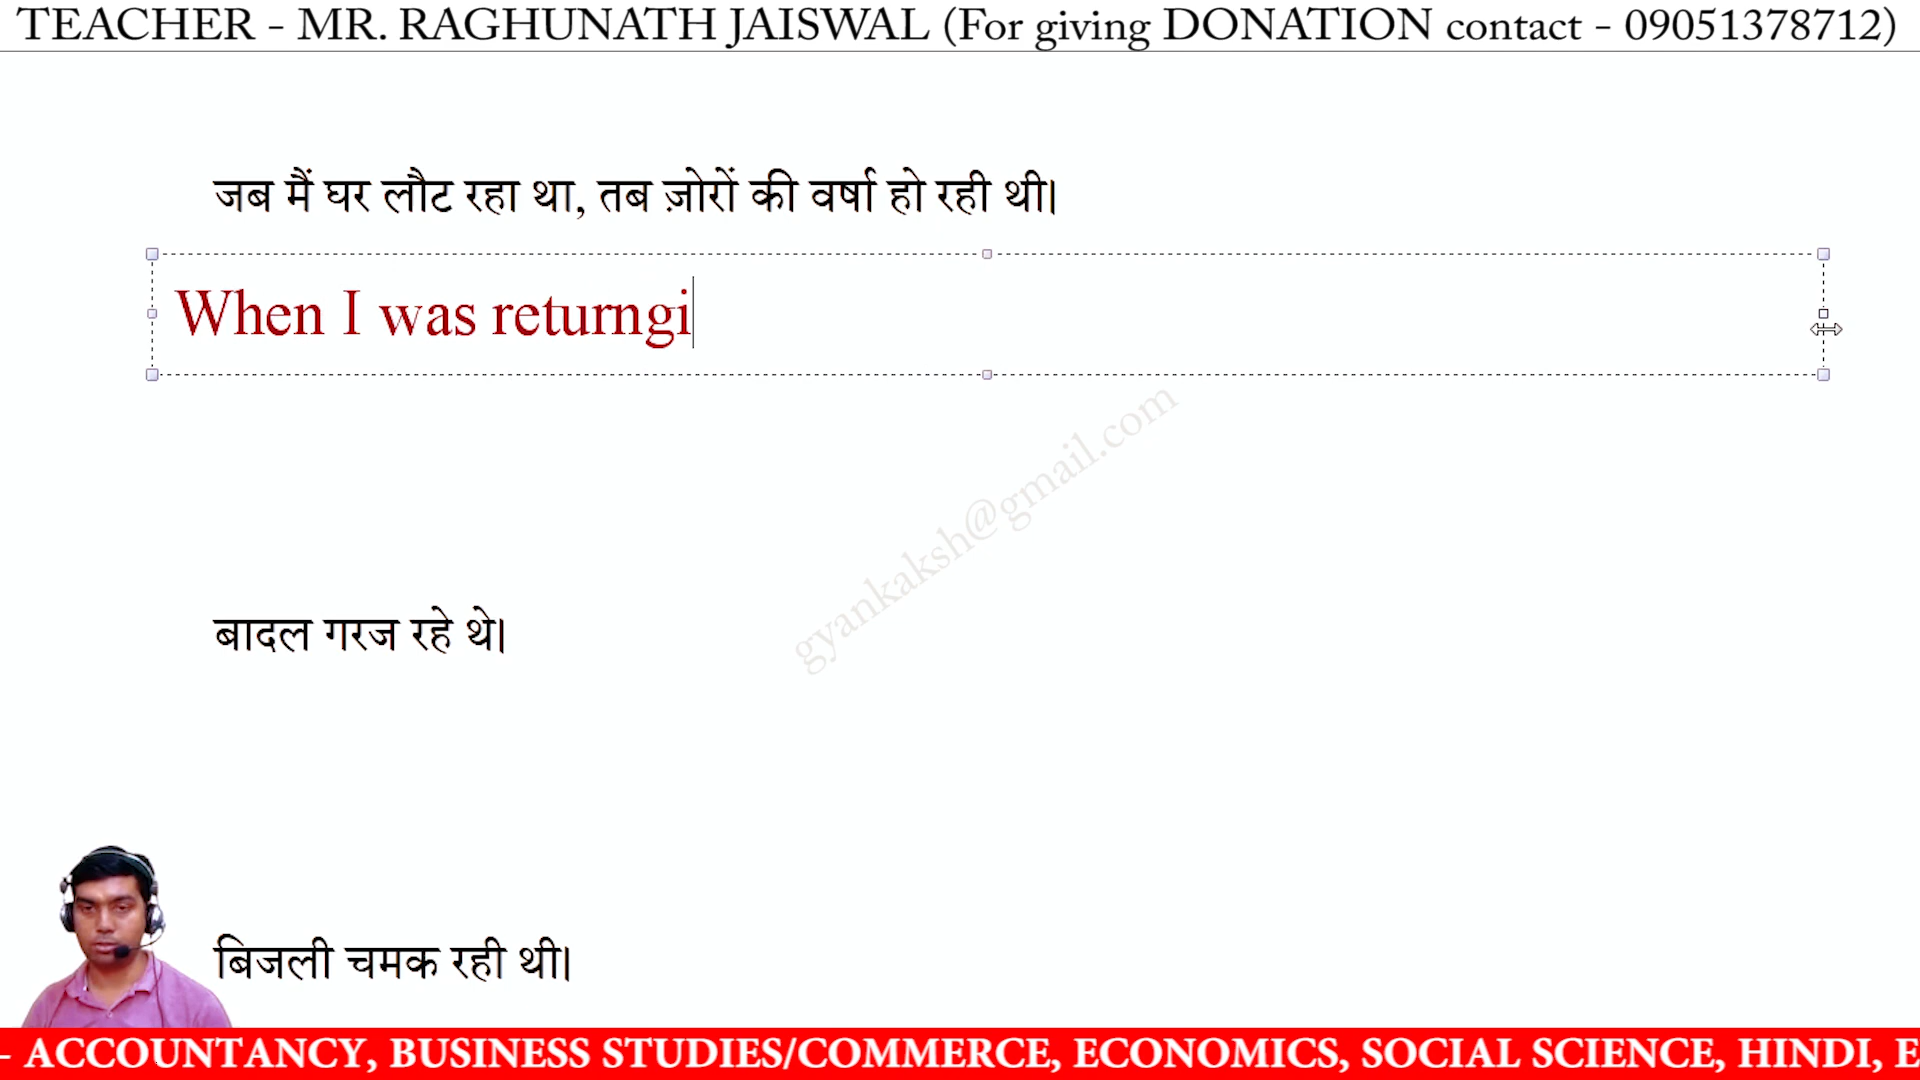 TEACHER - MR. RAGHUNATH JAISWAL (For giving DONATION contact - 09051378712)
जब मैं घर लौट रहा था, तब ज़ोरों की वर्षा हो रही थी।
When I was returngi
gyankaksh@gmail.com
बादल गरज रहे थे।
बिजली चमक रही थी।
- ACCOUNTANCY, BUSINESS STUDIES/COMMERCE, ECONOMICS, SOCIAL SCIENCE, HINDI, E